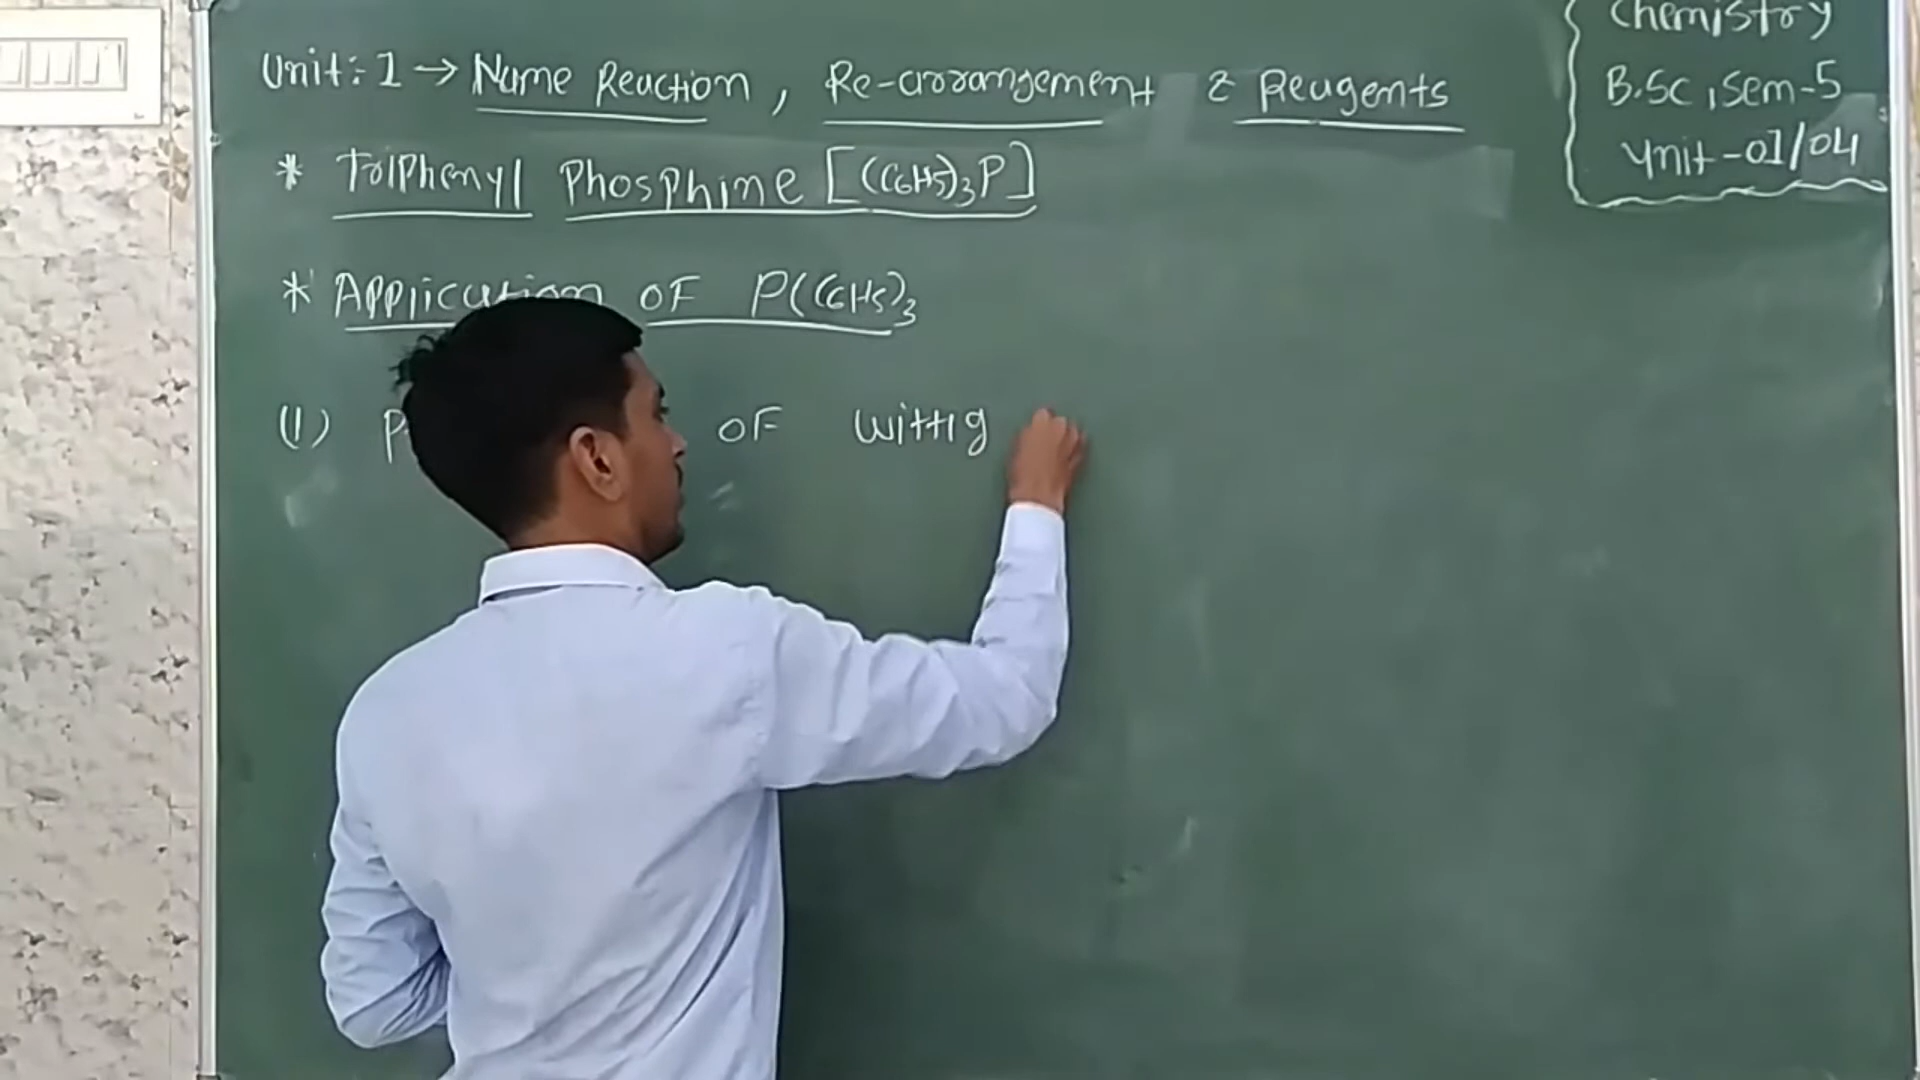 Unit:1 → Name Reaction, Re-arrangement & Reagents
Chemistry
B.Sc, Sem-5
Unit-01/04
* Triphenyl Phosphine [(C6H5)3P]
* Application OF P(C6H5)3
(1) OF Wittig